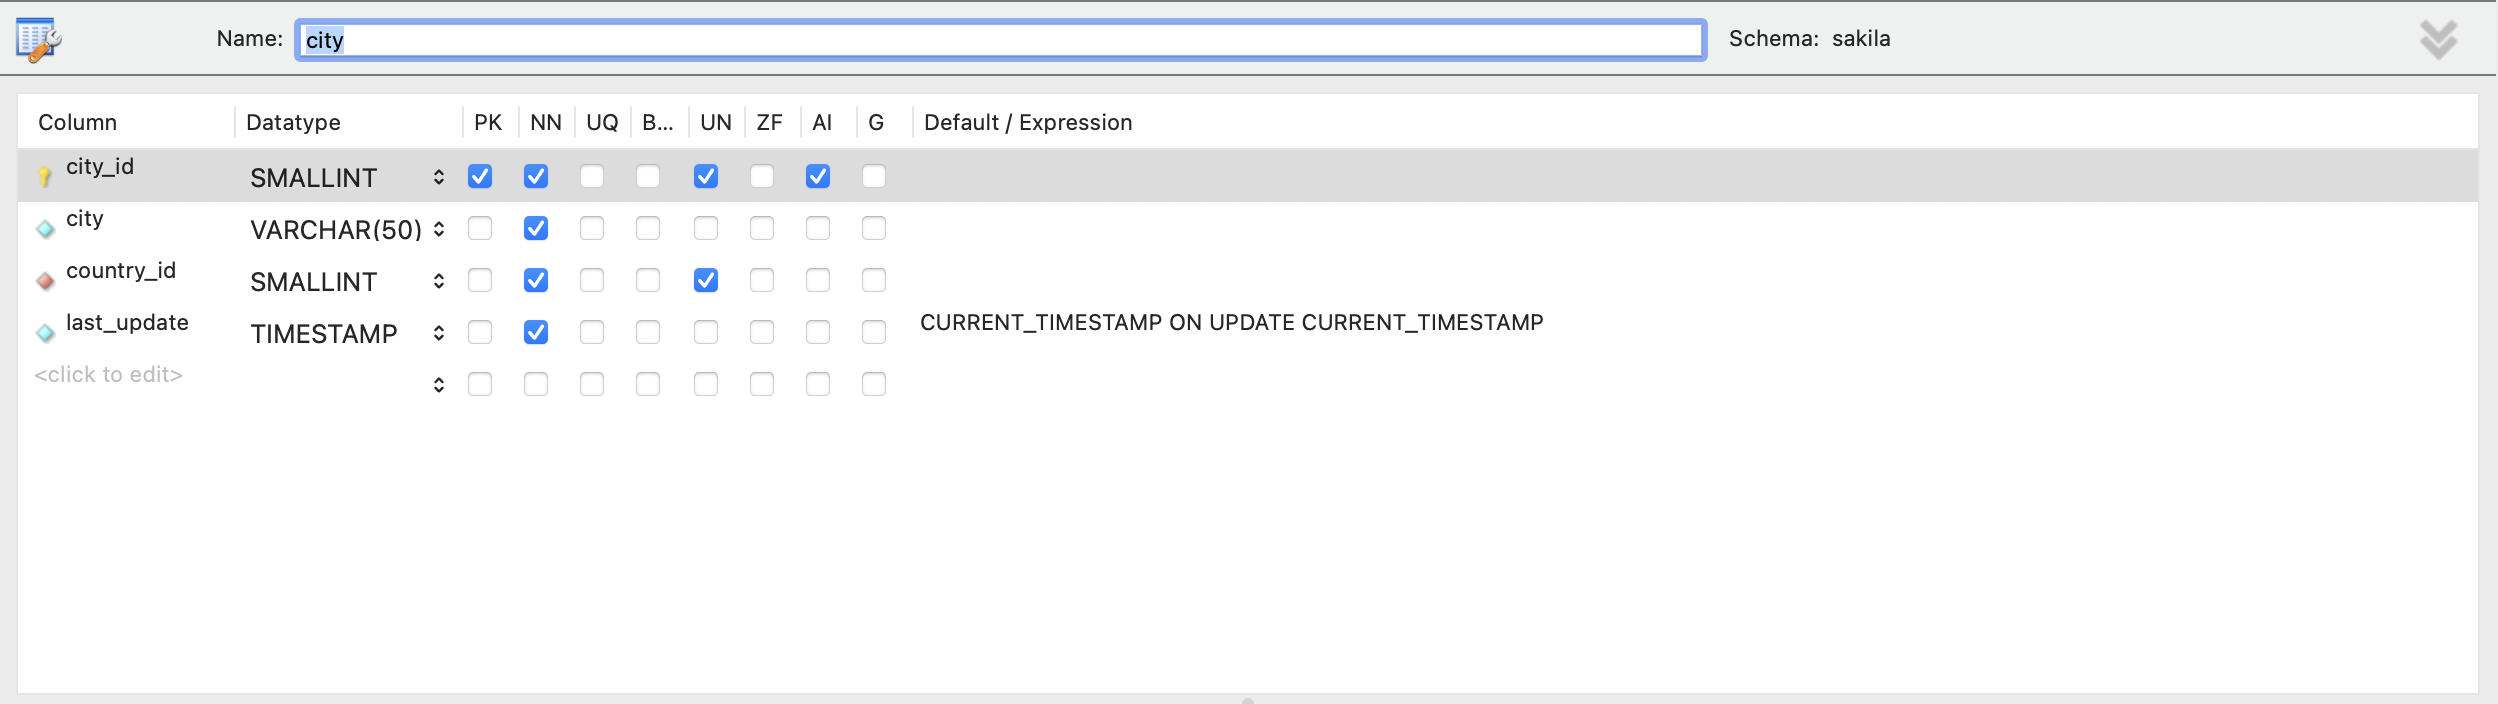 Name: city Schema: sakila
Column Datatype PK NN UQ B... UN ZF AI G Default / Expression
city_id SMALLINT
city VARCHAR(50)
country_id SMALLINT
last_update TIMESTAMP CURRENT_TIMESTAMP ON UPDATE CURRENT_TIMESTAMP
<click to edit>